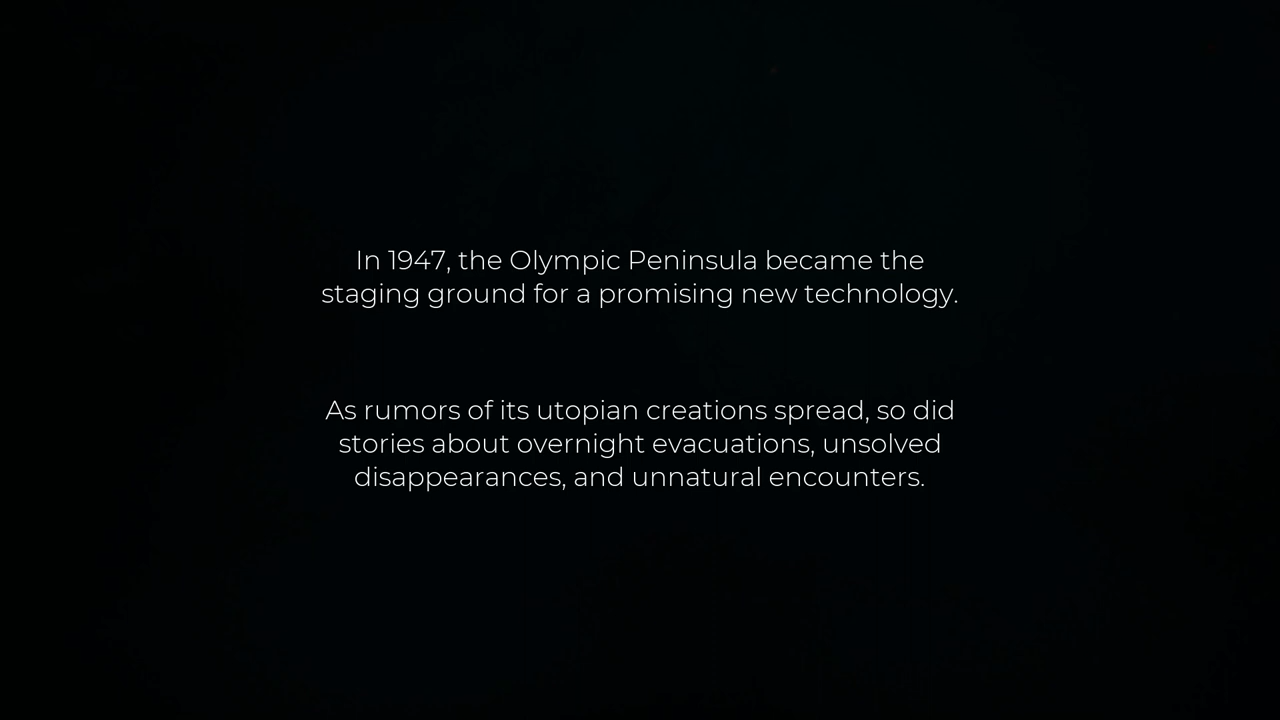 In 1947, the Olympic Peninsula became the
staging ground for a promising new technology.
As rumors of its utopian creations spread, so did
stories about overnight evacuations, unsolved
disappearances, and unnatural encounters.